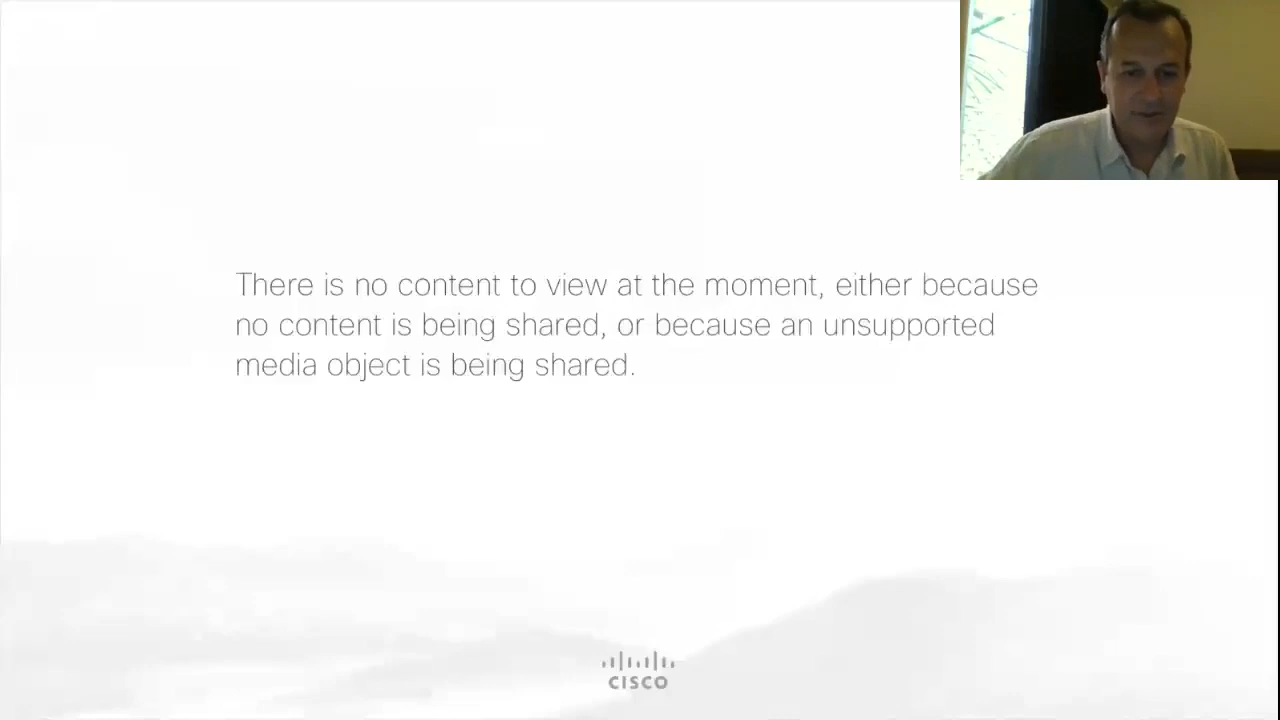 There is no content to view at the moment, either because
no content is being shared, or because an unsupported
media object is being shared.
CISCO